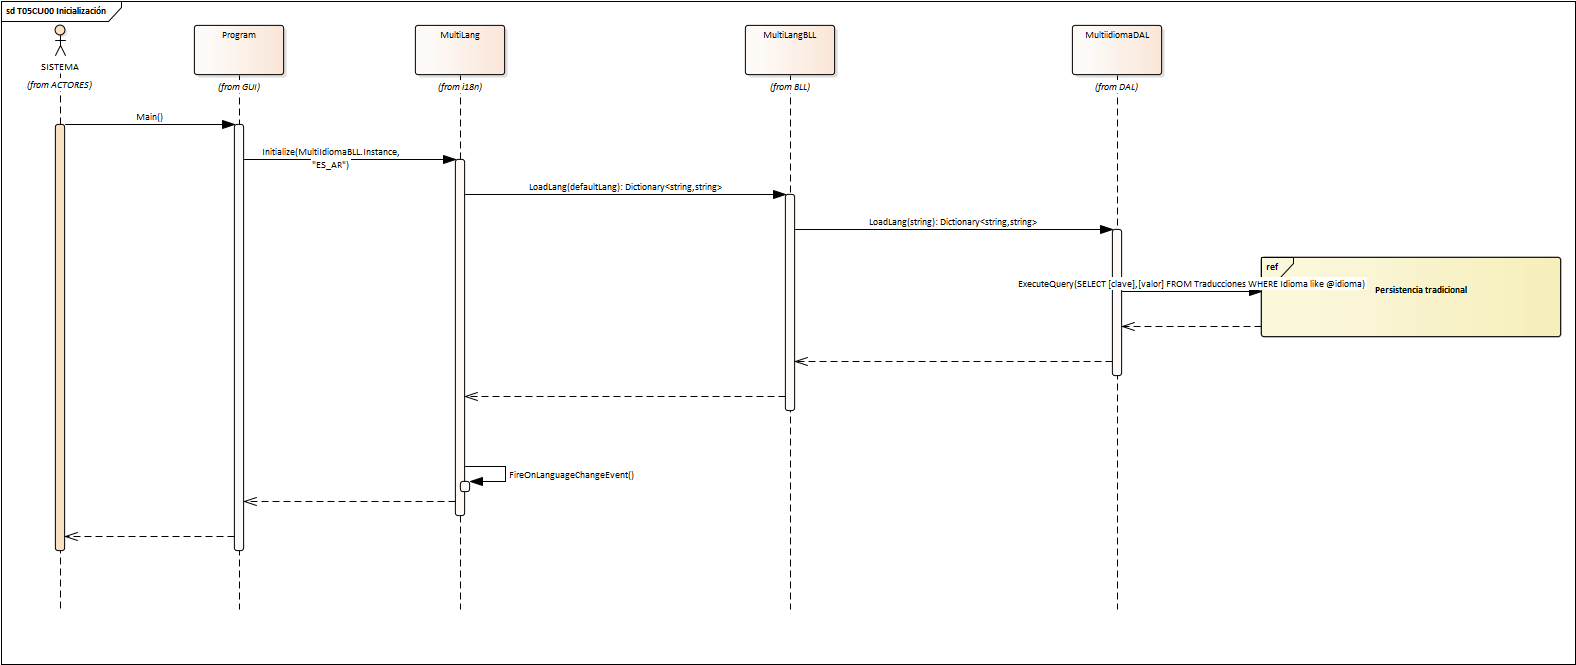 sd T05CU00 Inicialización
SISTEMA
(from ACTORES)
Program
(from GUI)
MultiLang
(from i18n)
MultiLangBLL
(from BLL)
MultiidiomaDAL
(from DAL)
Main()
Initialize(MultiIdiomaBLL.Instance,
"ES_AR")
LoadLang(defaultLang): Dictionary<string,string>
LoadLang(string): Dictionary<string,string>
ref
ExecuteQuery(SELECT [clave],[valor] FROM Traducciones WHERE Idioma like @idioma)
Persistencia tradicional
FireOnLanguageChangeEvent()